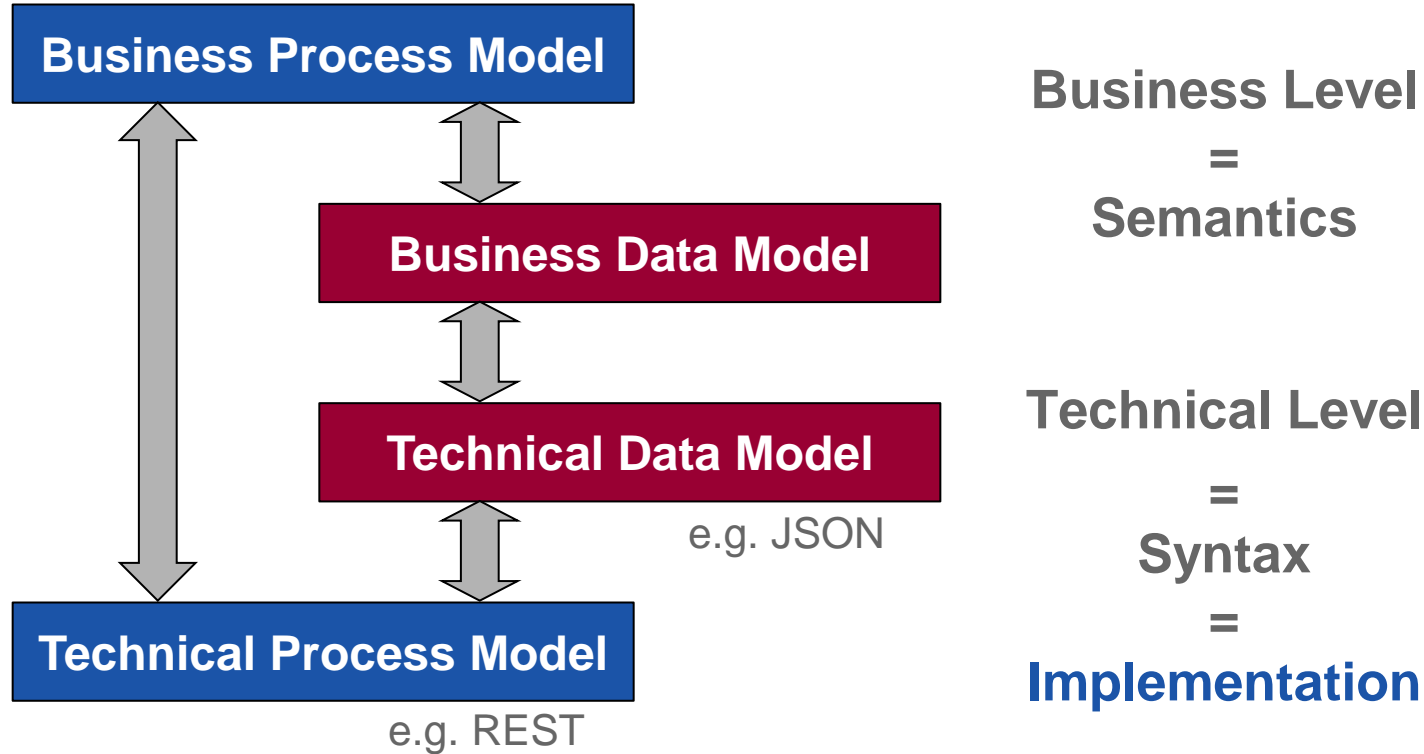 Business Process Model
Business Level
=
Semantics
Business Data Model
Technical Level
Technical Data Model
=
e.g. JSON
Syntax
=
Technical Process Model
Implementation
e.g. REST